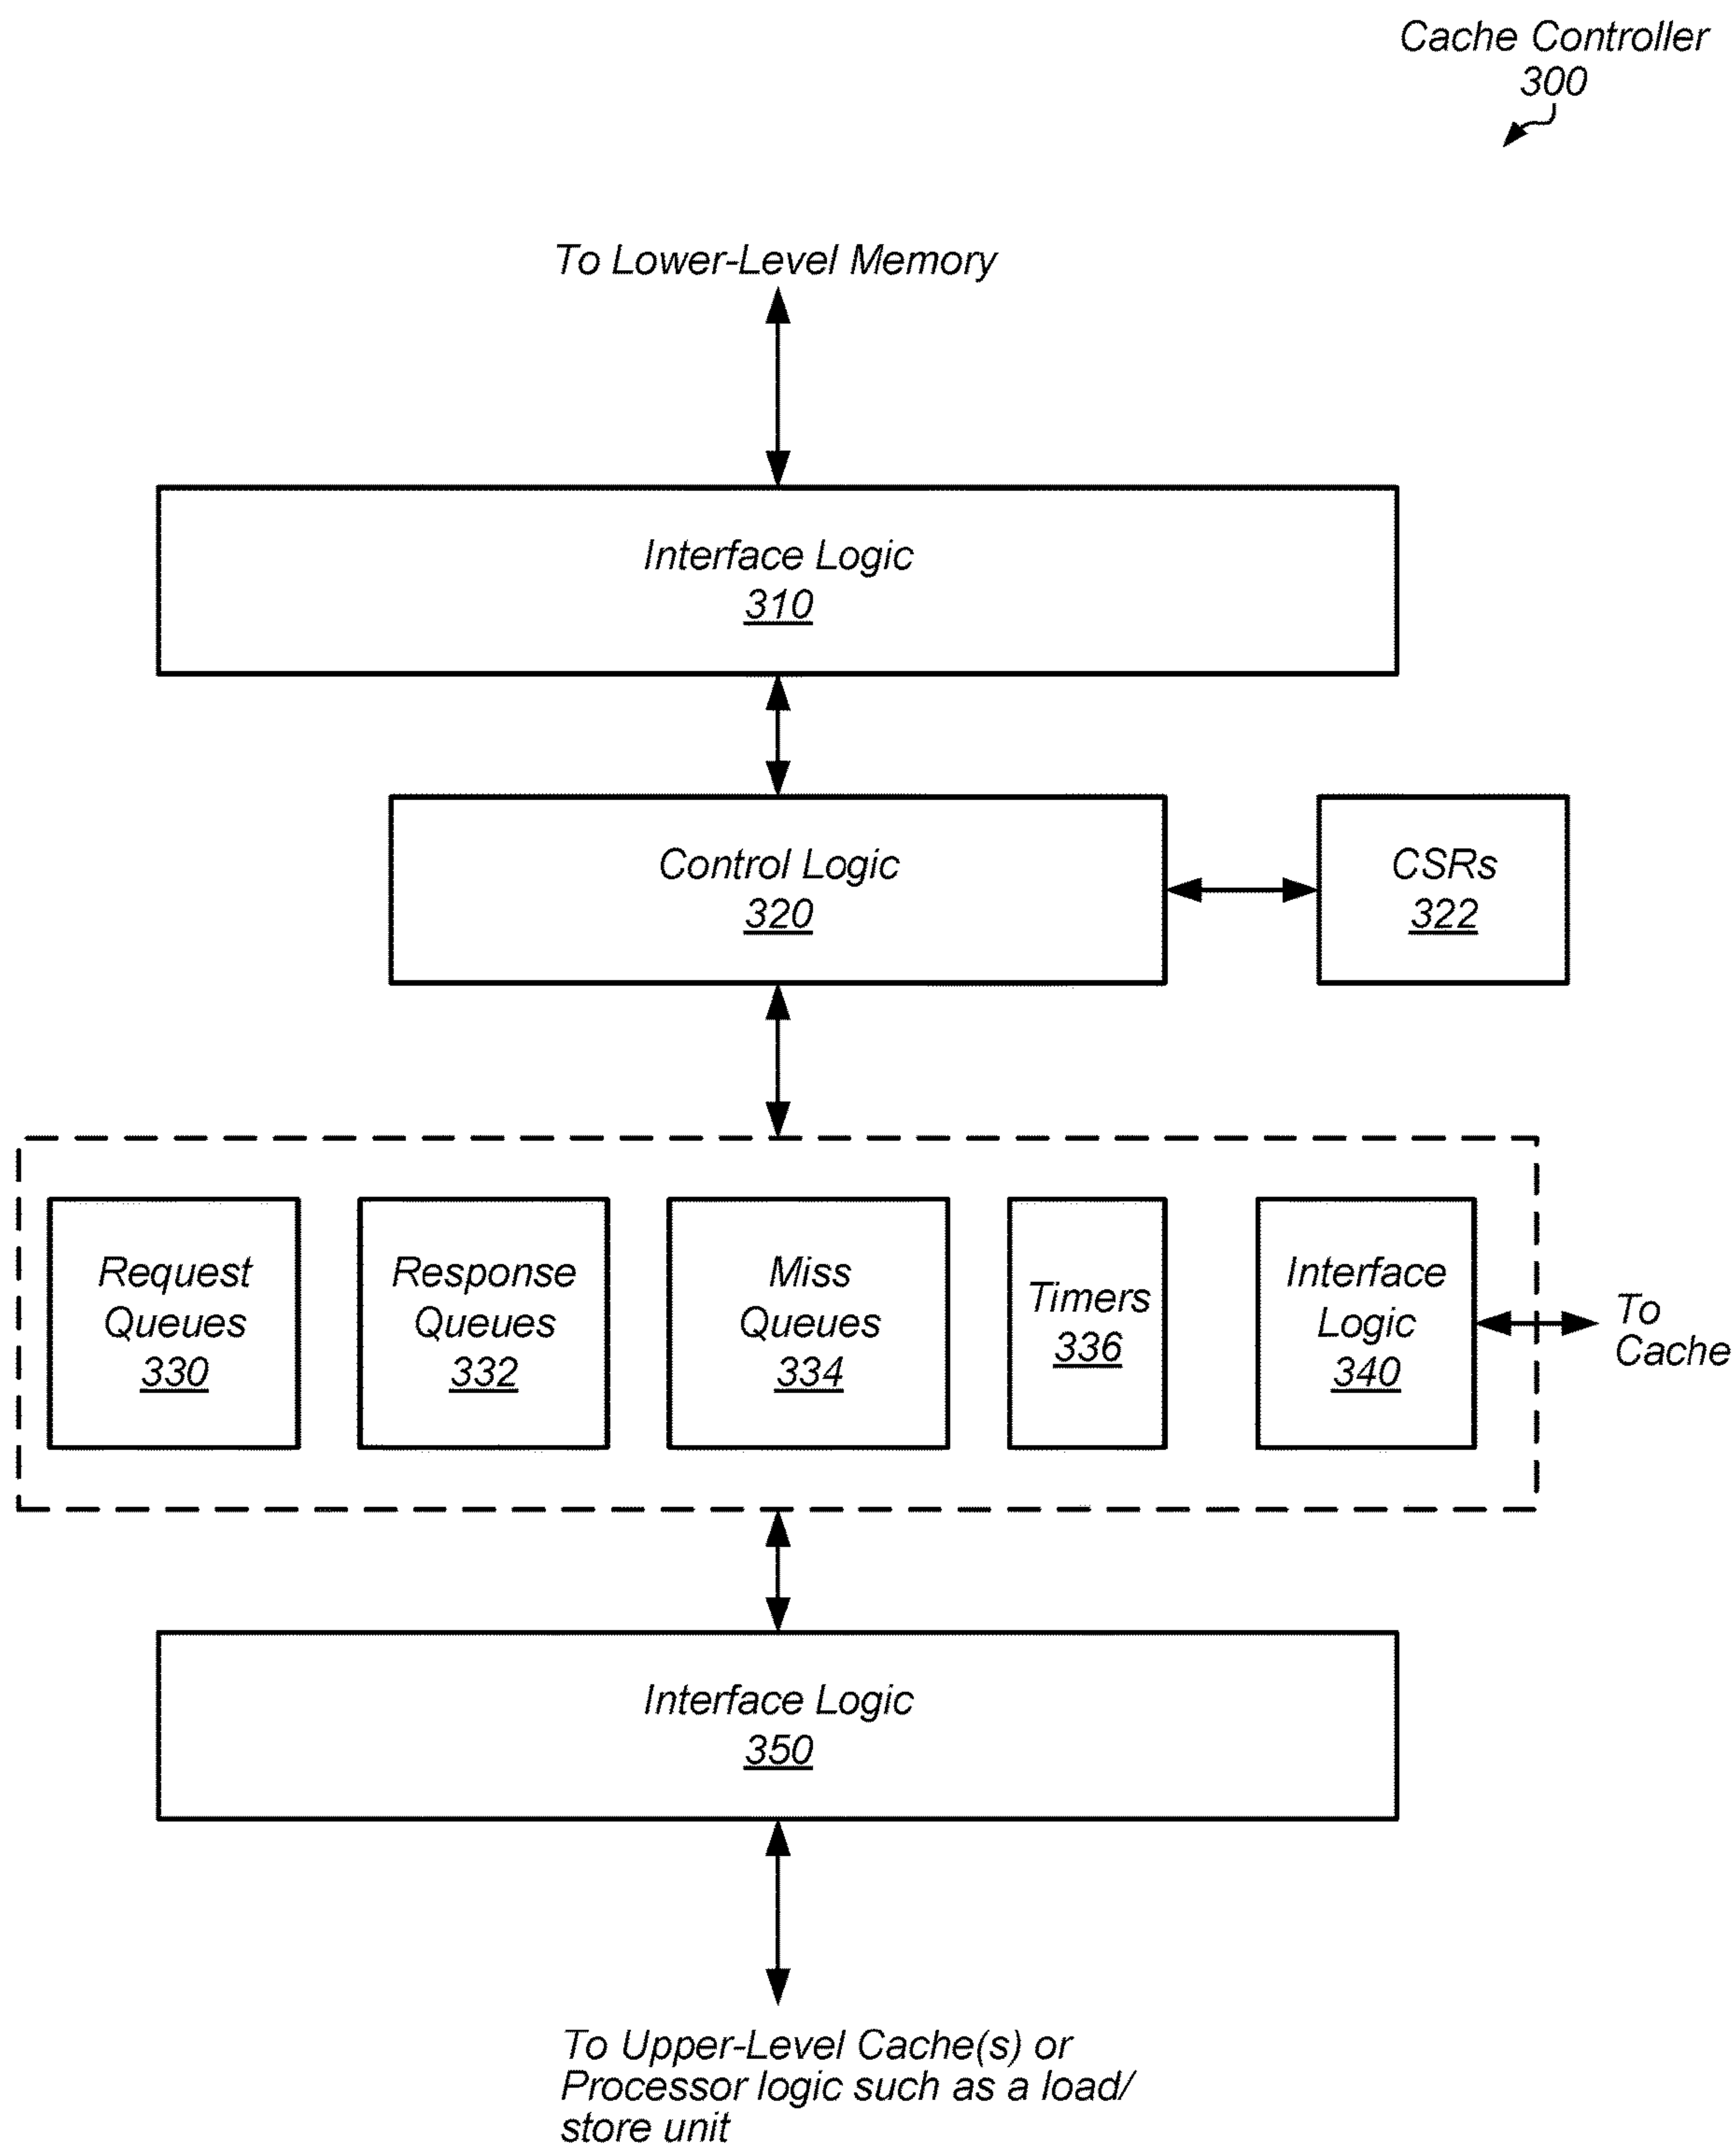 Cache Controller
300
To Lower-Level Memory
Interface Logic
310
Control Logic
320
CSRs
322
Request
Queues
330
Response
Queues
332
Miss
Queues
334
Timers
336
Interface
Logic
340
To
Cache
Interface Logic
350
To Upper-Level Cache(s) or
Processor logic such as a load/
store unit